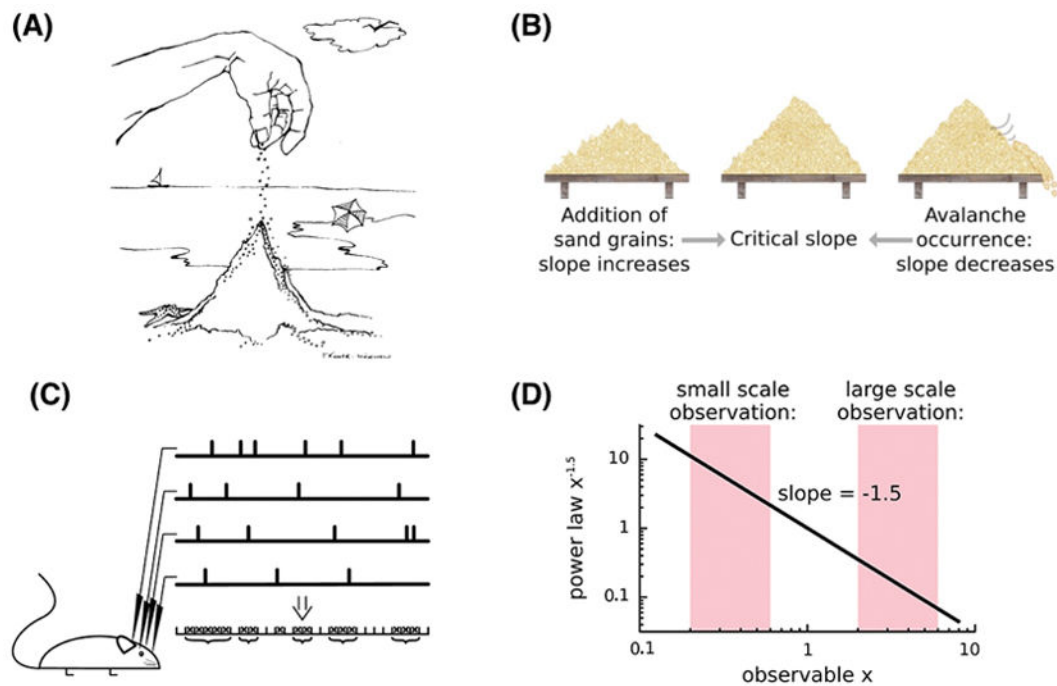 (A)
(B)
Addition of
sand grains:
slope increases
Critical slope
Avalanche
occurrence:
slope decreases
(C)
(D)
small scale
observation:
large scale
observation:
power law x^-1.5
10
1
0.1
slope = -1.5
0.1
1
10
observable x